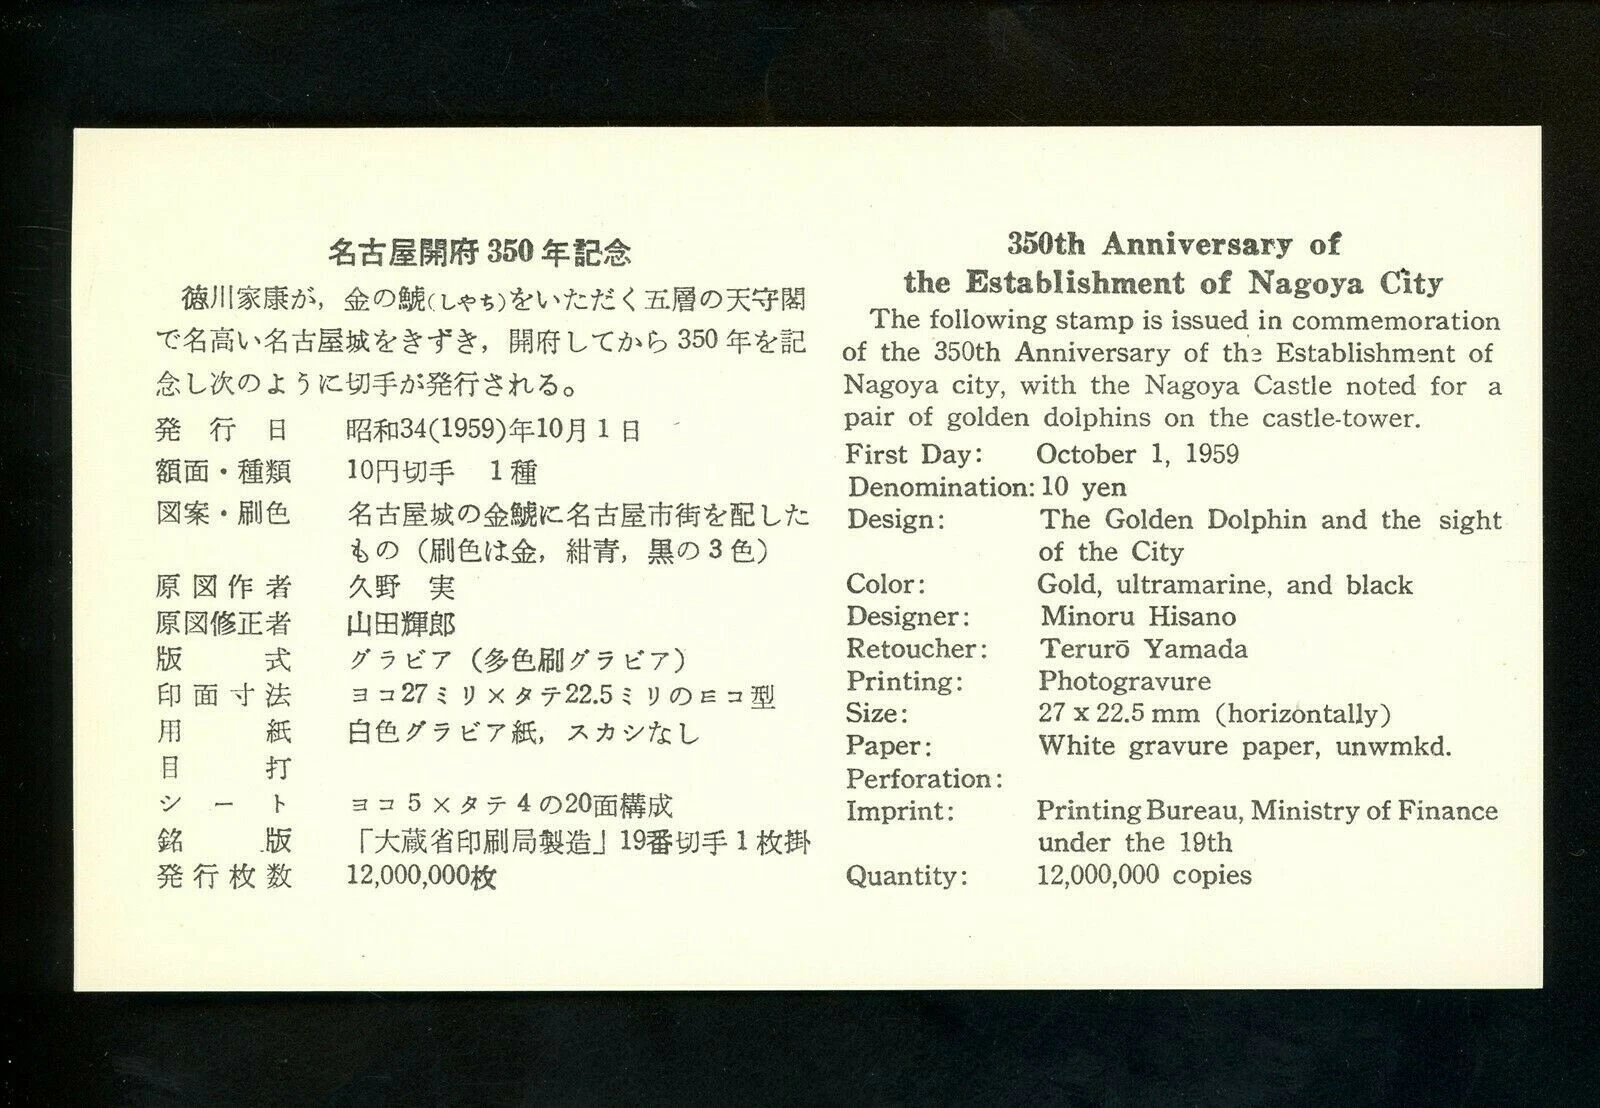 名古屋開府350年記念
徳川家康が，金の鯱(しゃち)をいただく五層の天守閣
で名高い名古屋城をきずき，開府してから350年を記
念し次のように切手が発行される。
発行日 昭和34(1959)年10月1日
額面・種類 10円切手 1種
図案・刷色 名古屋城の金鯱に名古屋市街を配した
もの（刷色は金，紺青，黒の3色）
原図作者 久野 実
原図修正者 山田輝郎
版式 グラビア（多色刷グラビア）
印面寸法 ヨコ27ミリ×タテ22.5ミリのヨコ型
用紙 白色グラビア紙，スカシなし
目打
シート ヨコ5×タテ4の20面構成
銘版 「大蔵省印刷局製造」19番切手1枚掛
発行枚数 12,000,000枚
350th Anniversary of
the Establishment of Nagoya City
The following stamp is issued in commemoration
of the 350th Anniversary of the Establishment of
Nagoya city, with the Nagoya Castle noted for a
pair of golden dolphins on the castle-tower.
First Day: October 1, 1959
Denomination: 10 yen
Design: The Golden Dolphin and the sight
of the City
Color: Gold, ultramarine, and black
Designer: Minoru Hisano
Retoucher: Terurō Yamada
Printing: Photogravure
Size: 27 x 22.5 mm (horizontally)
Paper: White gravure paper, unwmkd.
Perforation:
Imprint: Printing Bureau, Ministry of Finance
under the 19th
Quantity: 12,000,000 copies